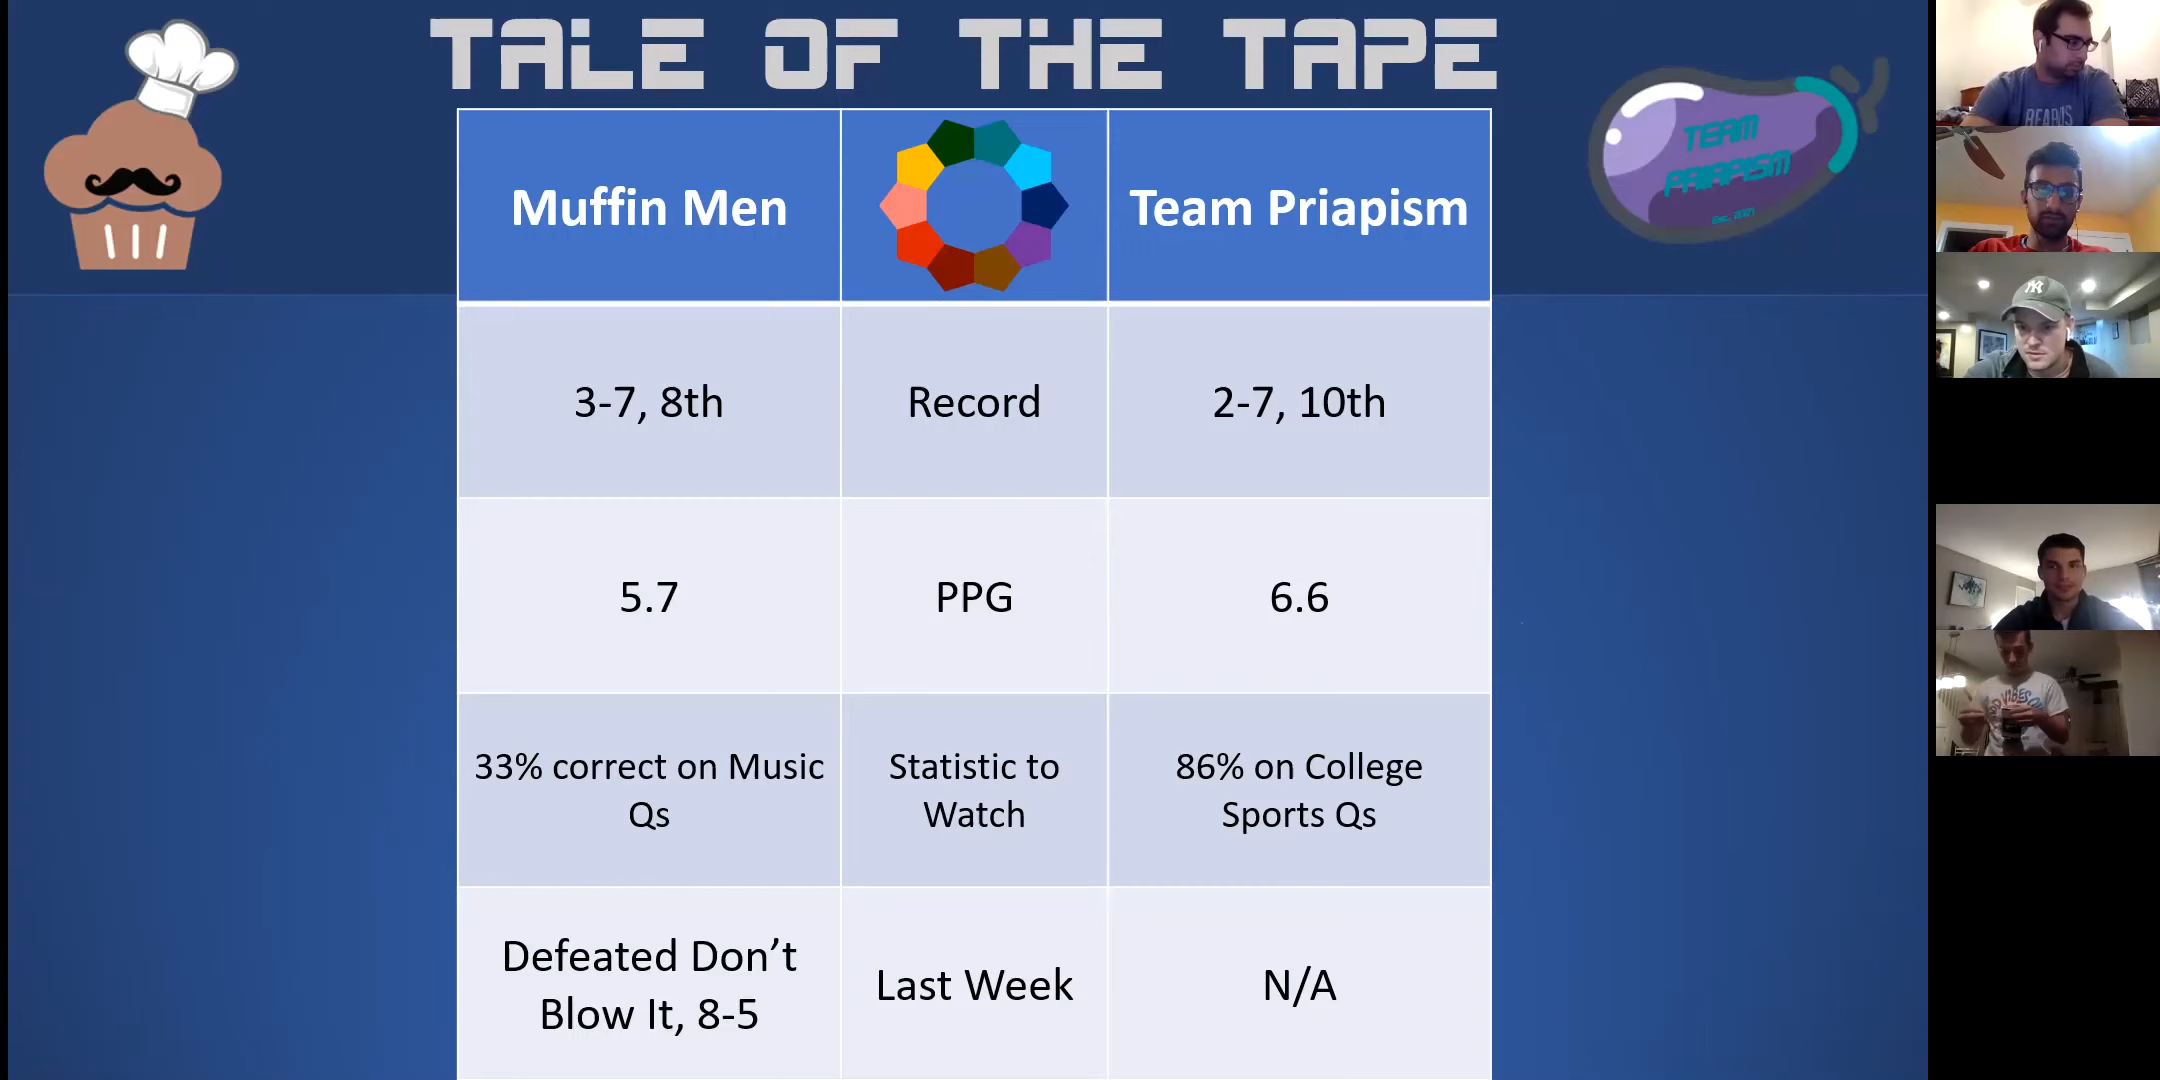 TALE OF THE TAPE
TEAM
PRIAPISM
Est. 2021
Muffin Men
Team Priapism
3-7, 8th
Record
2-7, 10th
5.7
PPG
6.6
33% correct on Music
Qs
Statistic to
Watch
86% on College
Sports Qs
Defeated Don’t
Blow It, 8-5
Last Week
N/A